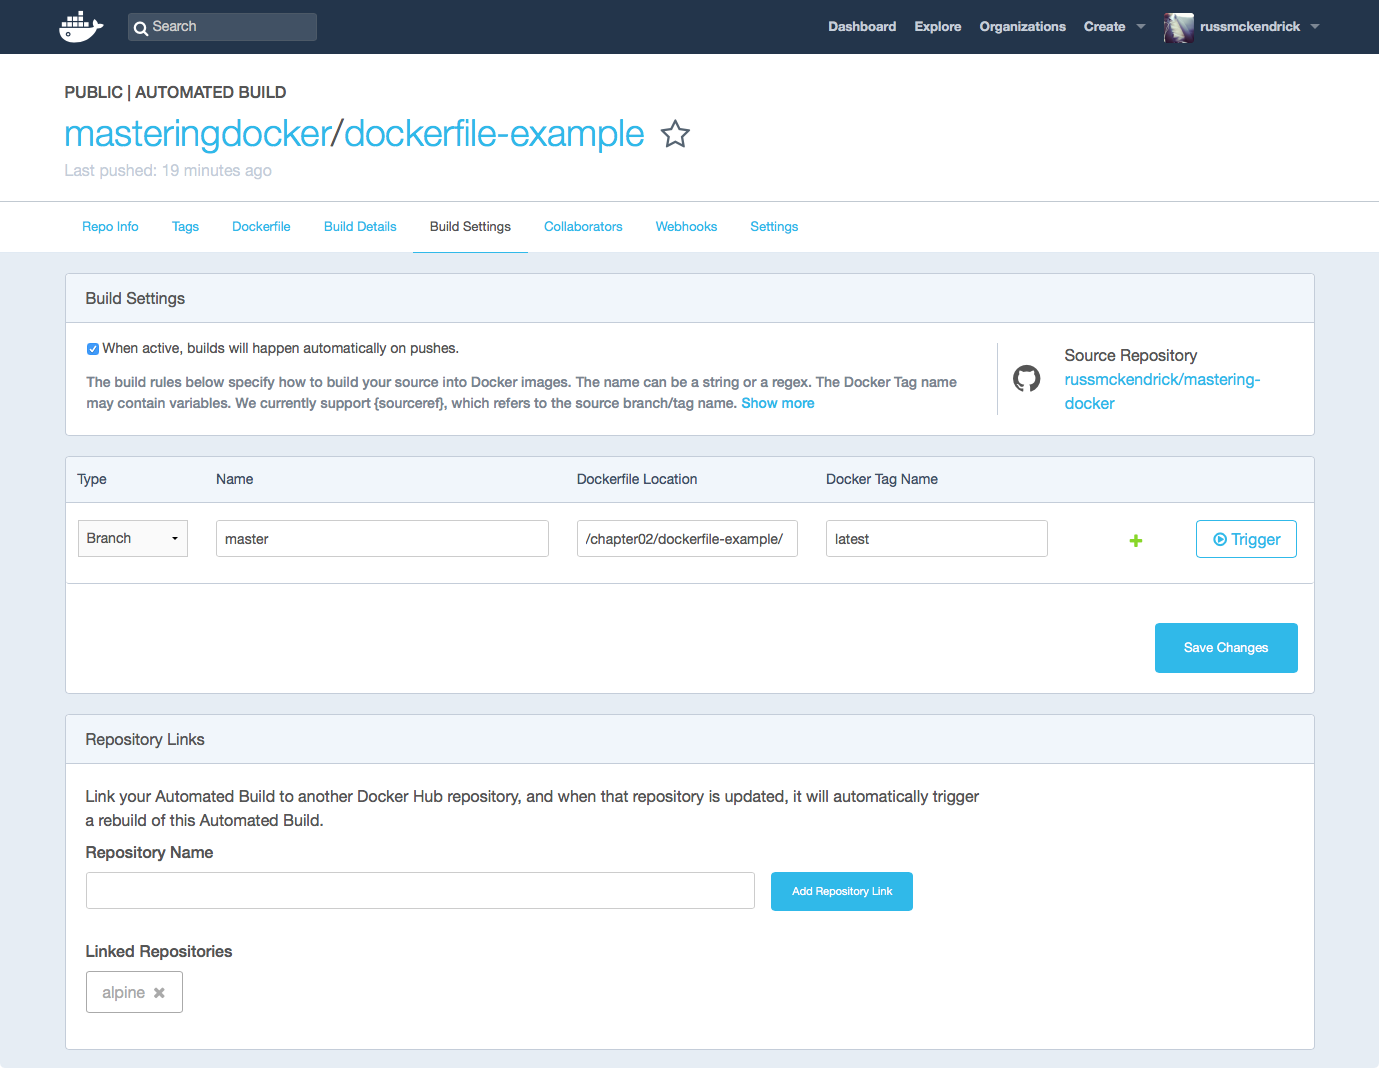 Search
Dashboard Explore Organizations Create russmckendrick
PUBLIC | AUTOMATED BUILD
masteringdocker/dockerfile-example
Last pushed: 19 minutes ago
Repo Info Tags Dockerfile Build Details Build Settings Collaborators Webhooks Settings
Build Settings
When active, builds will happen automatically on pushes.
The build rules below specify how to build your source into Docker images. The name can be a string or a regex. The Docker Tag name
may contain variables. We currently support {sourceref}, which refers to the source branch/tag name. Show more
Source Repository
russmckendrick/mastering-
docker
Type Name Dockerfile Location Docker Tag Name
Branch master /chapter02/dockerfile-example/ latest Trigger
Save Changes
Repository Links
Link your Automated Build to another Docker Hub repository, and when that repository is updated, it will automatically trigger
a rebuild of this Automated Build.
Repository Name
Add Repository Link
Linked Repositories
alpine